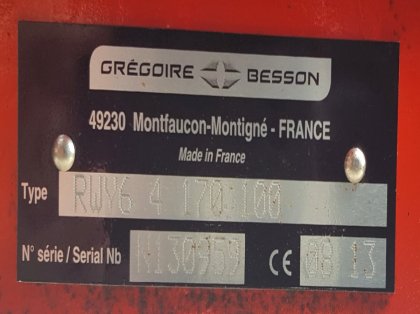 GRÉGOIRE BESSON
49230 Montfaucon-Montigné - FRANCE
Made in France
Type RWY6 4 170-100
N° série / Serial Nb N130959 CE 08 13